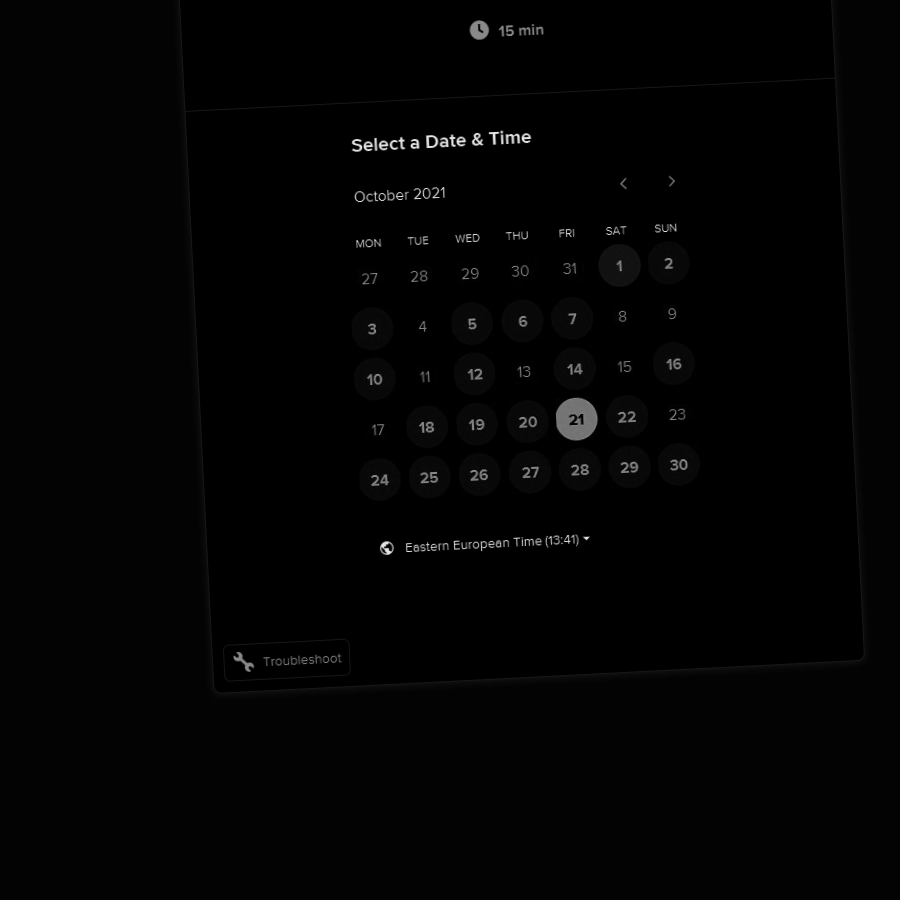 15 min
Select a Date & Time
October 2021
MON TUE WED THU FRI SAT SUN
27 28 29 30 31 1 2
3 4 5 6 7 8 9
10 11 12 13 14 15 16
17 18 19 20 21 22 23
24 25 26 27 28 29 30
Eastern European Time (13:41)
Troubleshoot